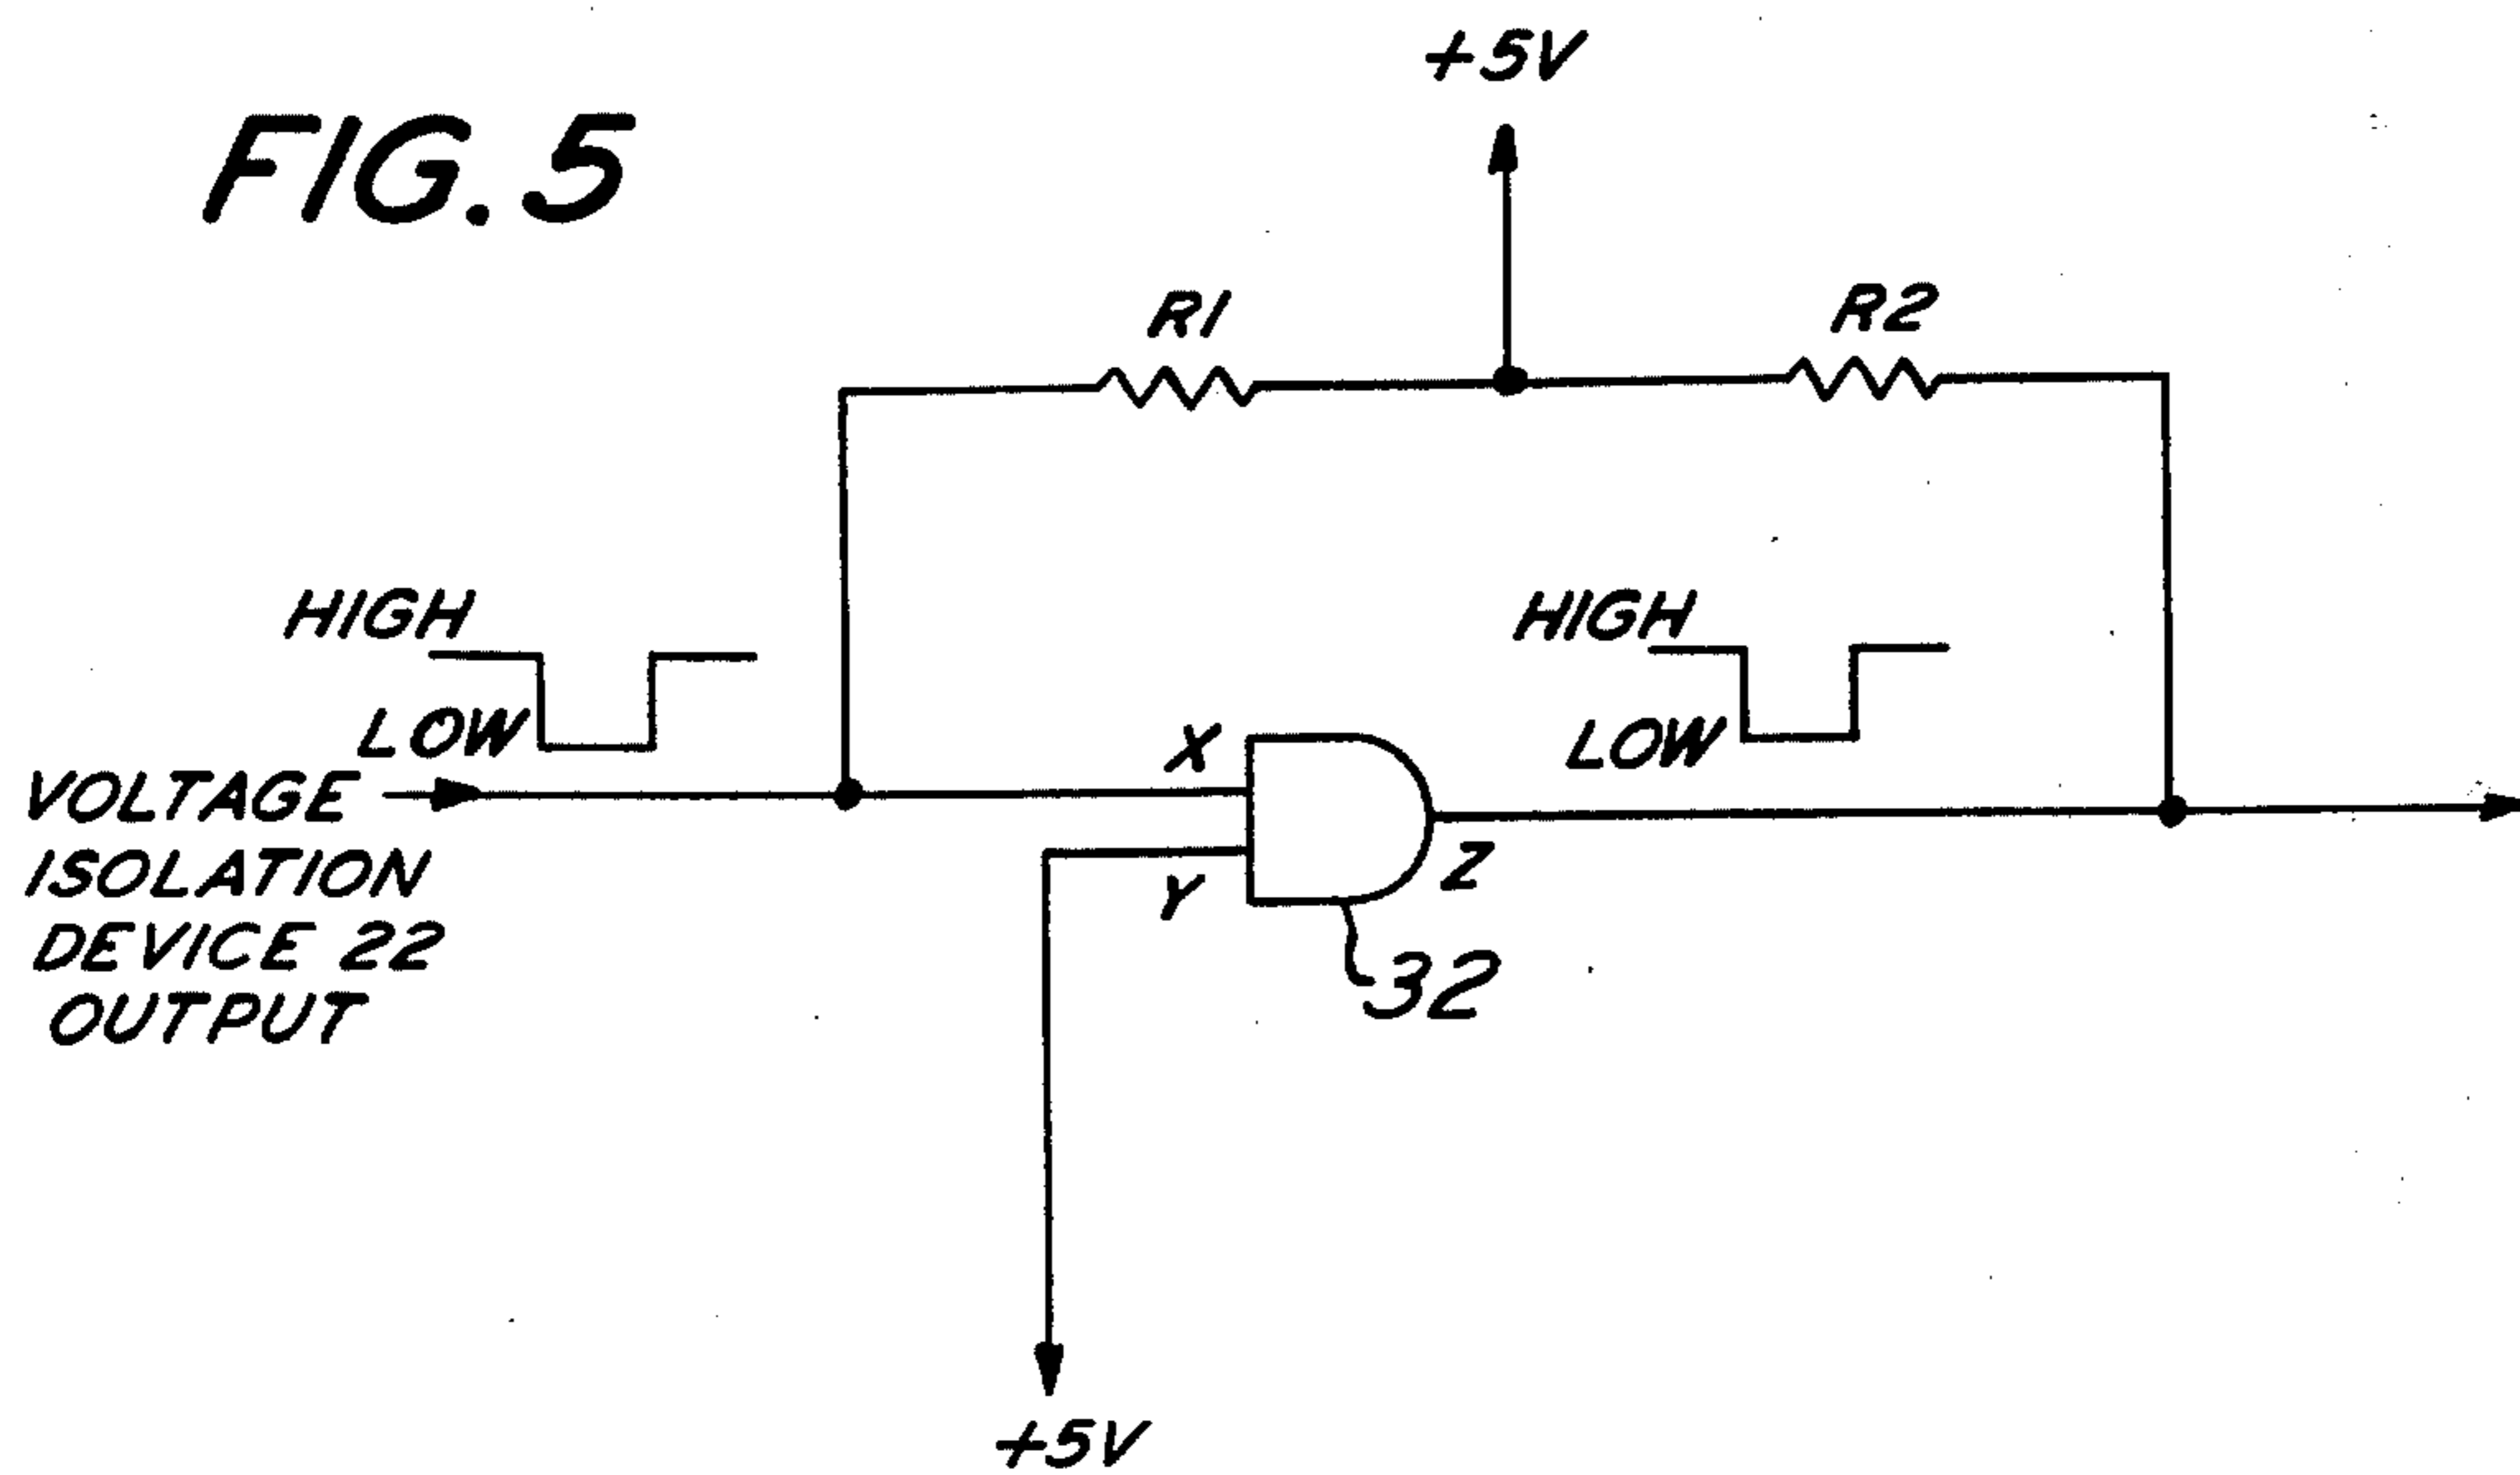 FIG. 5
+5V
R1
R2
HIGH
LOW
HIGH
LOW
VOLTAGE
ISOLATION
DEVICE 22
OUTPUT
X
Y
Z
32
+5V